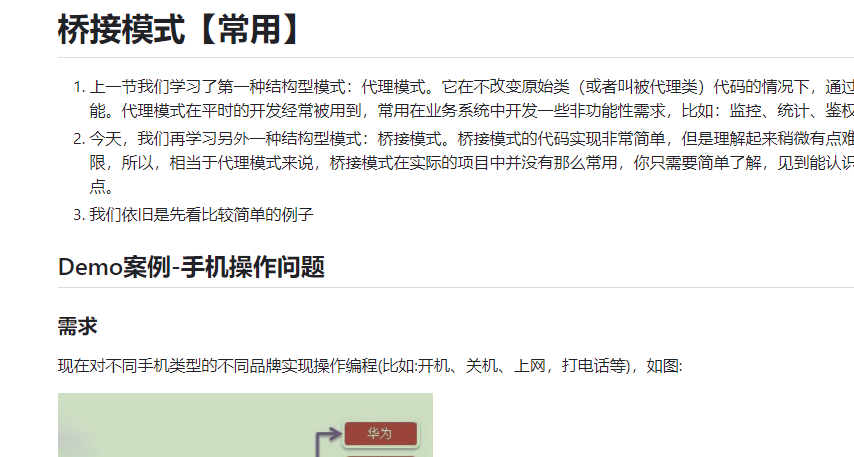 桥接模式【常用】
1. 上一节我们学习了第一种结构型模式：代理模式。它在不改变原始类（或者叫被代理类）代码的情况下，通过
能。代理模式在平时的开发经常被用到，常用在业务系统中开发一些非功能性需求，比如：监控、统计、鉴权
2. 今天，我们再学习另外一种结构型模式：桥接模式。桥接模式的代码实现非常简单，但是理解起来稍微有点难
限，所以，相当于代理模式来说，桥接模式在实际的项目中并没有那么常用，你只需要简单了解，见到能认识
点。
3. 我们依旧是先看比较简单的例子
Demo案例-手机操作问题
需求
现在对不同手机类型的不同品牌实现操作编程(比如:开机、关机、上网，打电话等)，如图:
华为